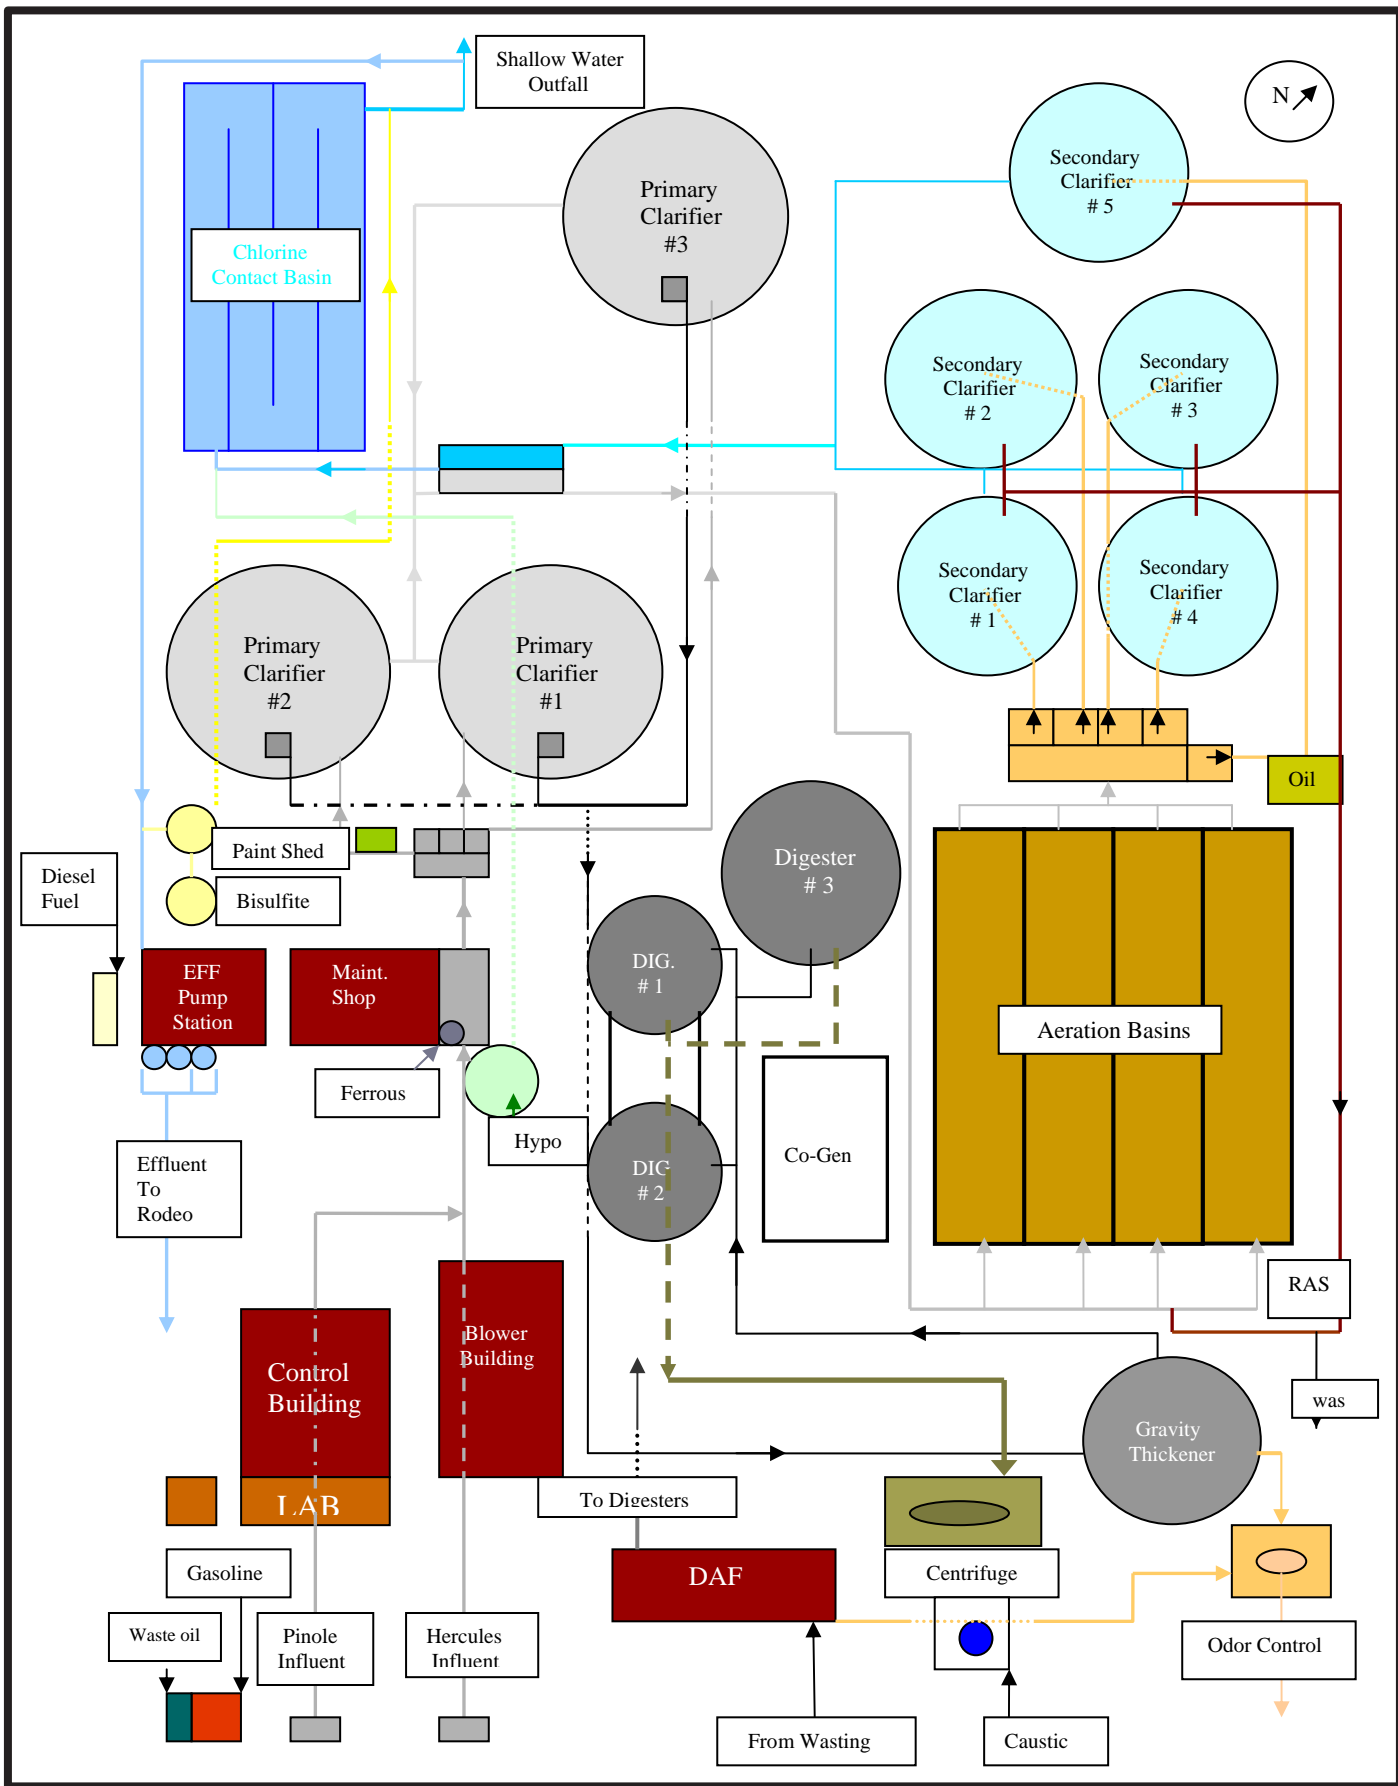 Shallow Water
Outfall
N
Primary
Clarifier
#3
Secondary
Clarifier
# 5
Chlorine
Contact Basin
Secondary
Clarifier
# 2
Secondary
Clarifier
# 3
Secondary
Clarifier
# 1
Secondary
Clarifier
# 4
Primary
Clarifier
#2
Primary
Clarifier
#1
Oil
Paint Shed
Bisulfite
Diesel
Fuel
Digester
# 3
EFF
Pump
Station
Maint.
Shop
DIG.
# 1
Aeration Basins
Ferrous
Hypo
DIG
# 2
Co-Gen
Effluent
To
Rodeo
RAS
Control
Building
Blower
Building
was
Gravity
Thickener
LAB
To Digesters
Gasoline
DAF
Centrifuge
Waste oil
Pinole
Influent
Hercules
Influent
Odor Control
From Wasting
Caustic